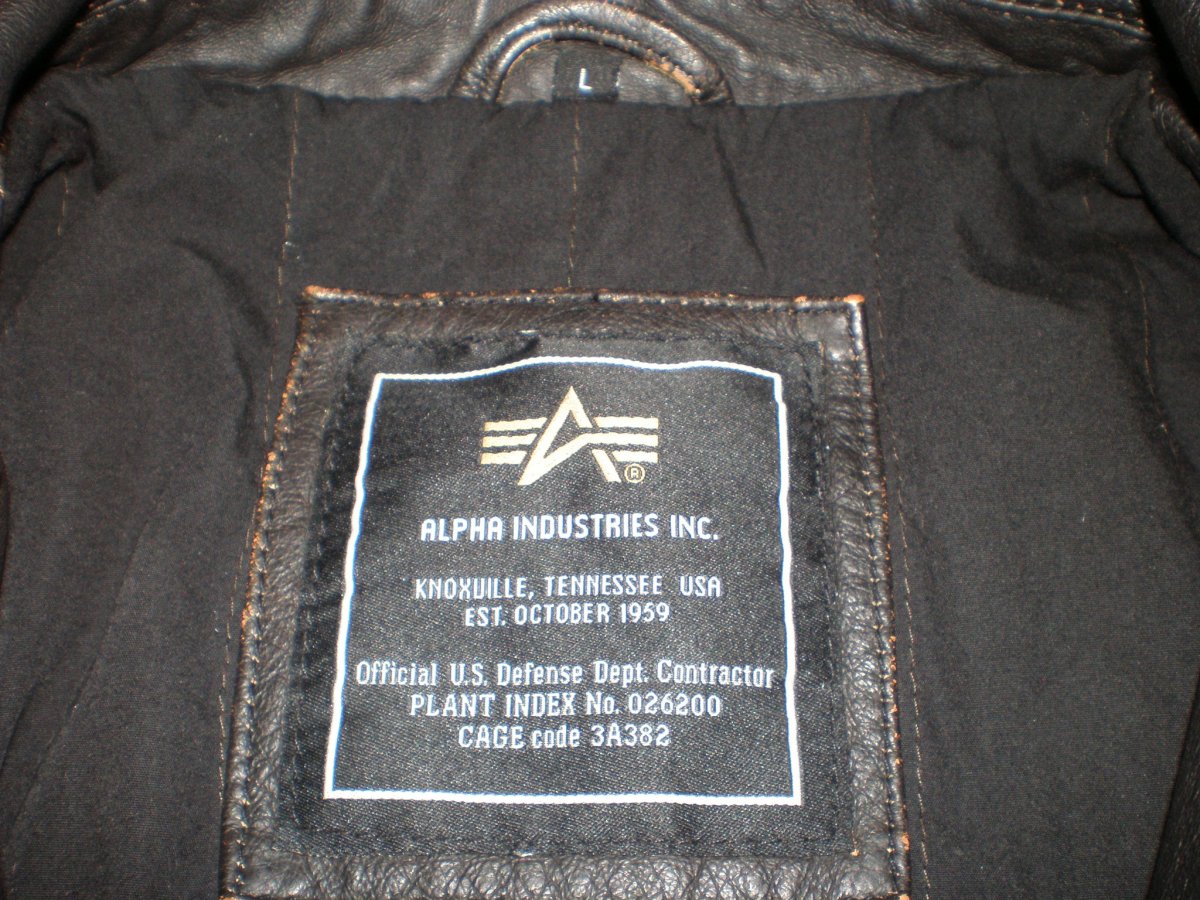 L
®
ALPHA INDUSTRIES INC.
KNOXVILLE, TENNESSEE USA
EST. OCTOBER 1959
Official U.S. Defense Dept. Contractor
PLANT INDEX No. 026200
CAGE code 3A382